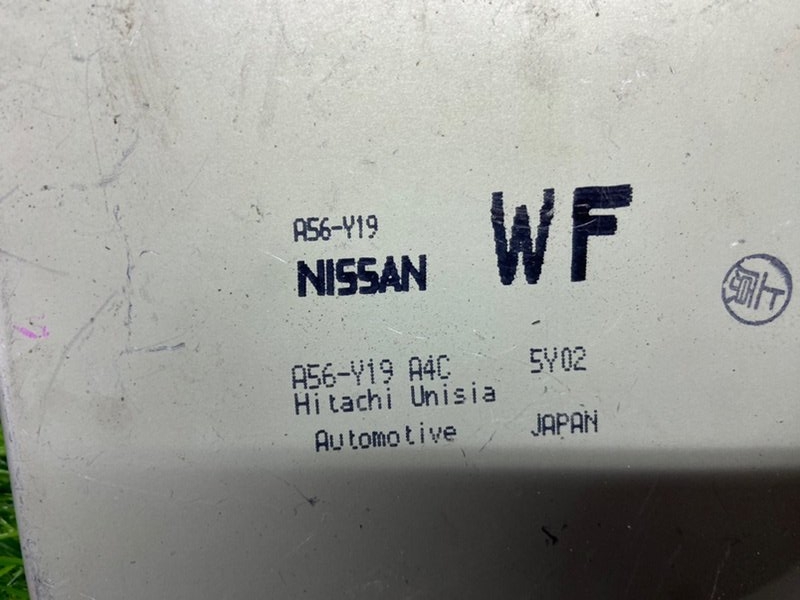 A56-Y19
NISSAN WF
A56-Y19 A4C 5Y02
Hitachi Unisia
Automotive JAPAN